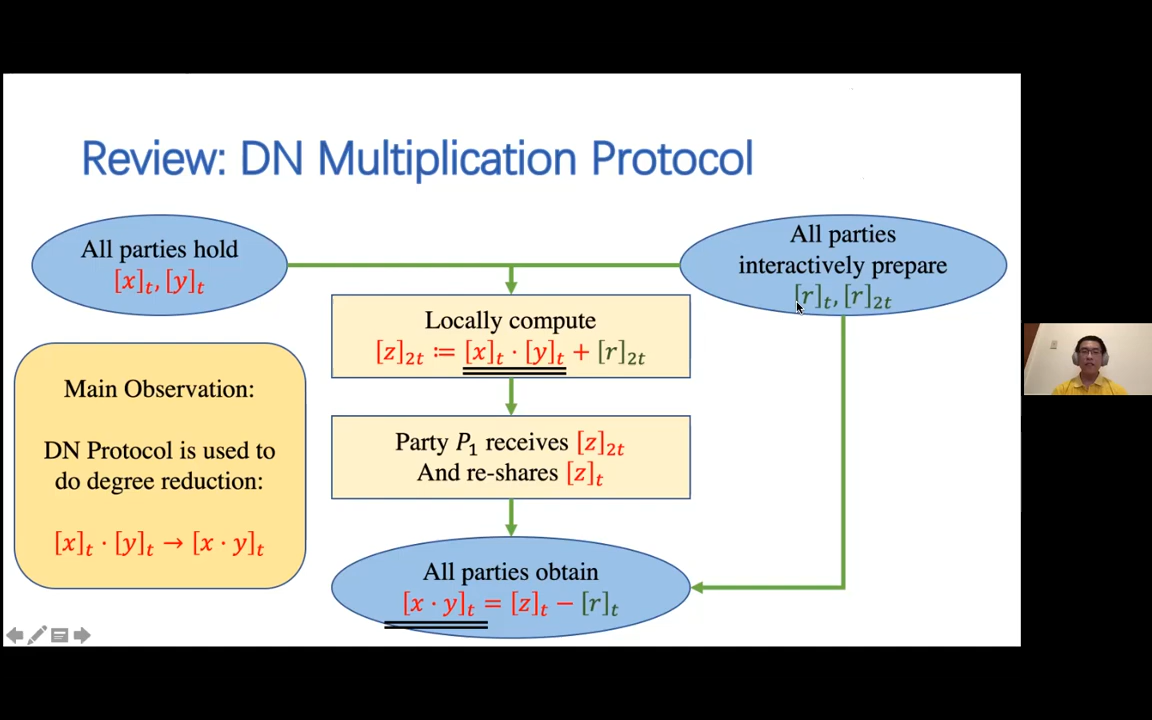 Review: DN Multiplication Protocol
All parties hold
[x]ₜ, [y]ₜ
All parties
interactively prepare
[r]ₜ, [r]₂ₜ
Locally compute
[z]₂ₜ ≔ [x]ₜ · [y]ₜ + [r]₂ₜ
Main Observation:
DN Protocol is used to
do degree reduction:
[x]ₜ · [y]ₜ → [x · y]ₜ
Party P₁ receives [z]₂ₜ
And re-shares [z]ₜ
All parties obtain
[x · y]ₜ = [z]ₜ − [r]ₜ